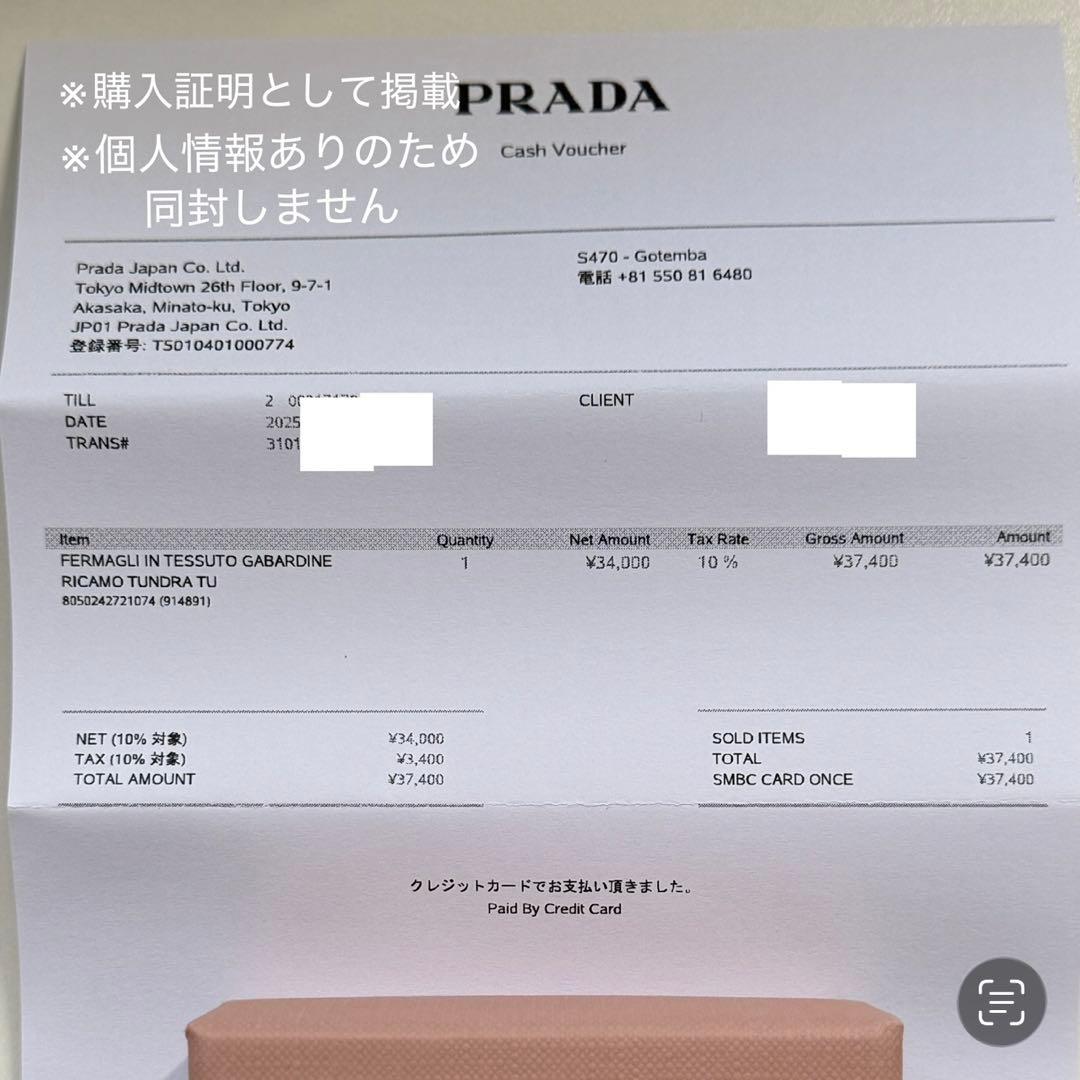 ※購入証明として掲載
※個人情報ありのため
同封しません
PRADA
Cash Voucher
Prada Japan Co. Ltd.
Tokyo Midtown 26th Floor, 9-7-1
Akasaka, Minato-ku, Tokyo
JP01 Prada Japan Co. Ltd.
登録番号: T5010401000774
S470 - Gotemba
電話 +81 550 81 6480
TILL 2
DATE 2025
TRANS# 3101
CLIENT
Item Quantity Net Amount Tax Rate Gross Amount Amount
FERMAGLI IN TESSUTO GABARDINE 1 ¥34,000 10 % ¥37,400 ¥37,400
RICAMO TUNDRA TU
8050242721074 (914891)
NET (10% 対象) ¥34,000
TAX (10% 対象) ¥3,400
TOTAL AMOUNT ¥37,400
SOLD ITEMS 1
TOTAL ¥37,400
SMBC CARD ONCE ¥37,400
クレジットカードでお支払い頂きました。
Paid By Credit Card